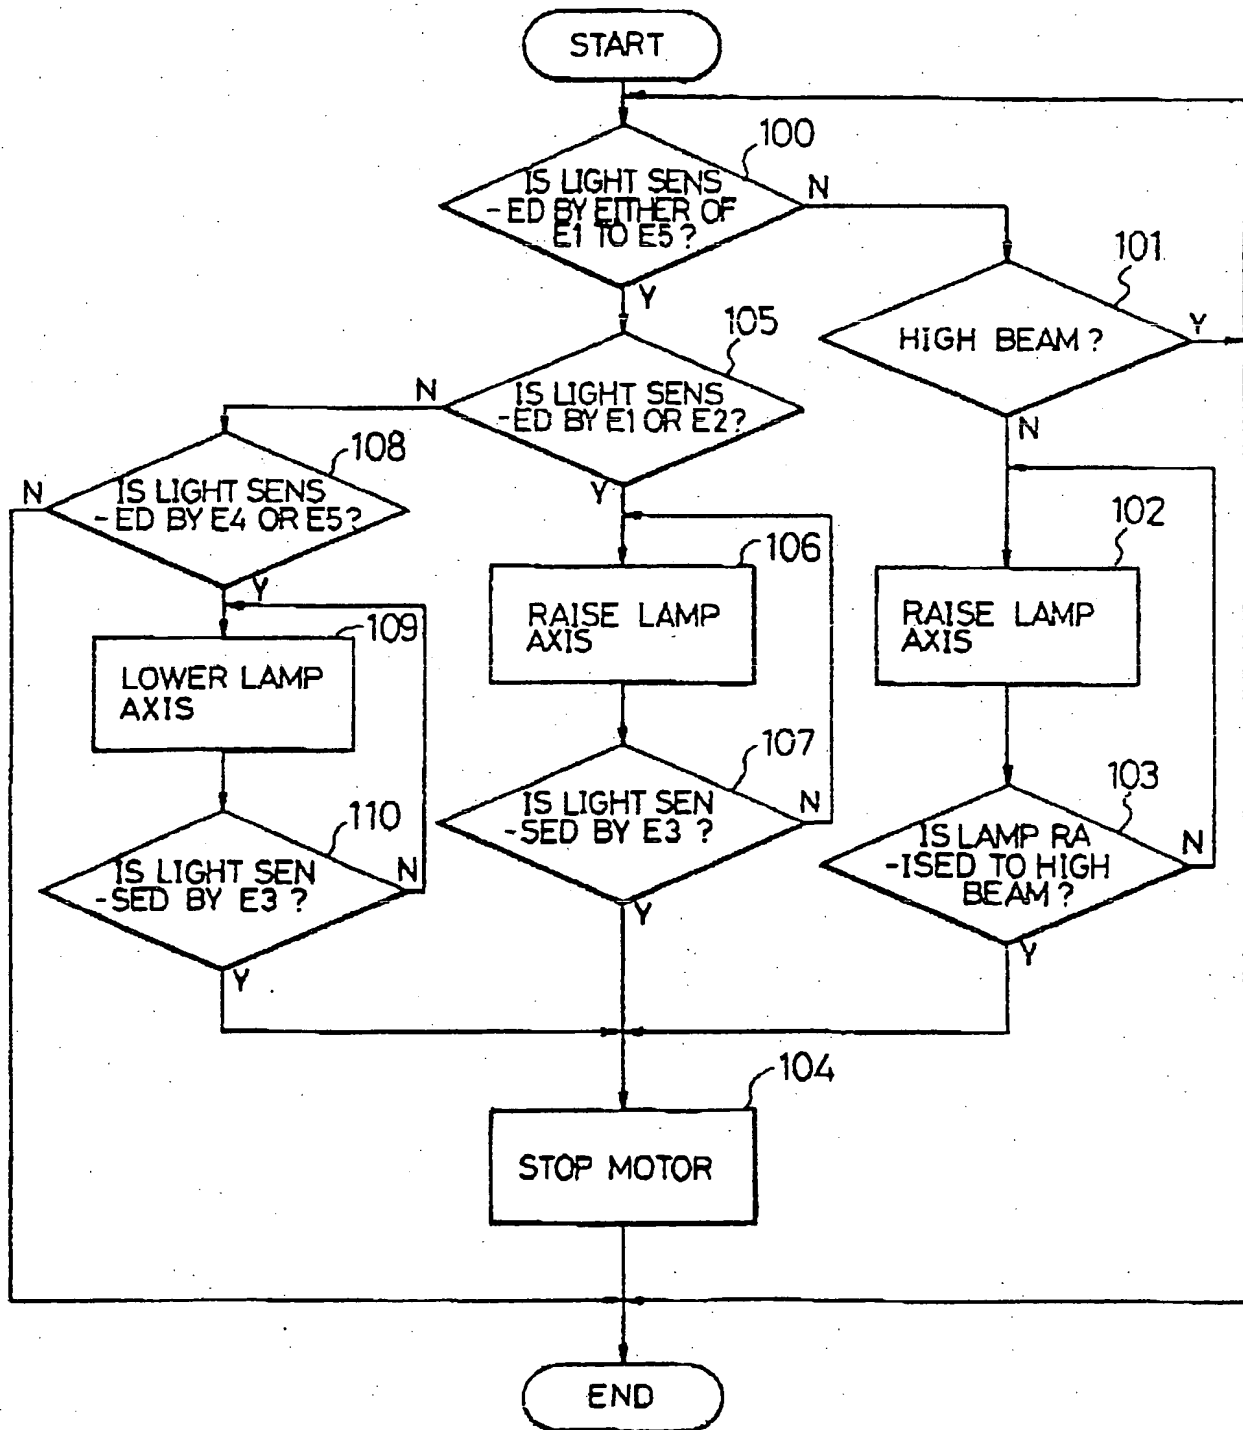 START
100
IS LIGHT SENS
-ED BY EITHER OF
E1 TO E5?
N
Y
101
HIGH BEAM?
Y
N
105
IS LIGHT SENS
-ED BY E1 OR E2?
N
Y
108
IS LIGHT SENS
-ED BY E4 OR E5?
N
Y
106
RAISE LAMP
AXIS
102
RAISE LAMP
AXIS
109
LOWER LAMP
AXIS
107
IS LIGHT SEN
-SED BY E3 ?
N
Y
103
IS LAMP RA
-ISED TO HIGH
BEAM?
N
Y
110
IS LIGHT SEN
-SED BY E3 ?
N
Y
104
STOP MOTOR
END